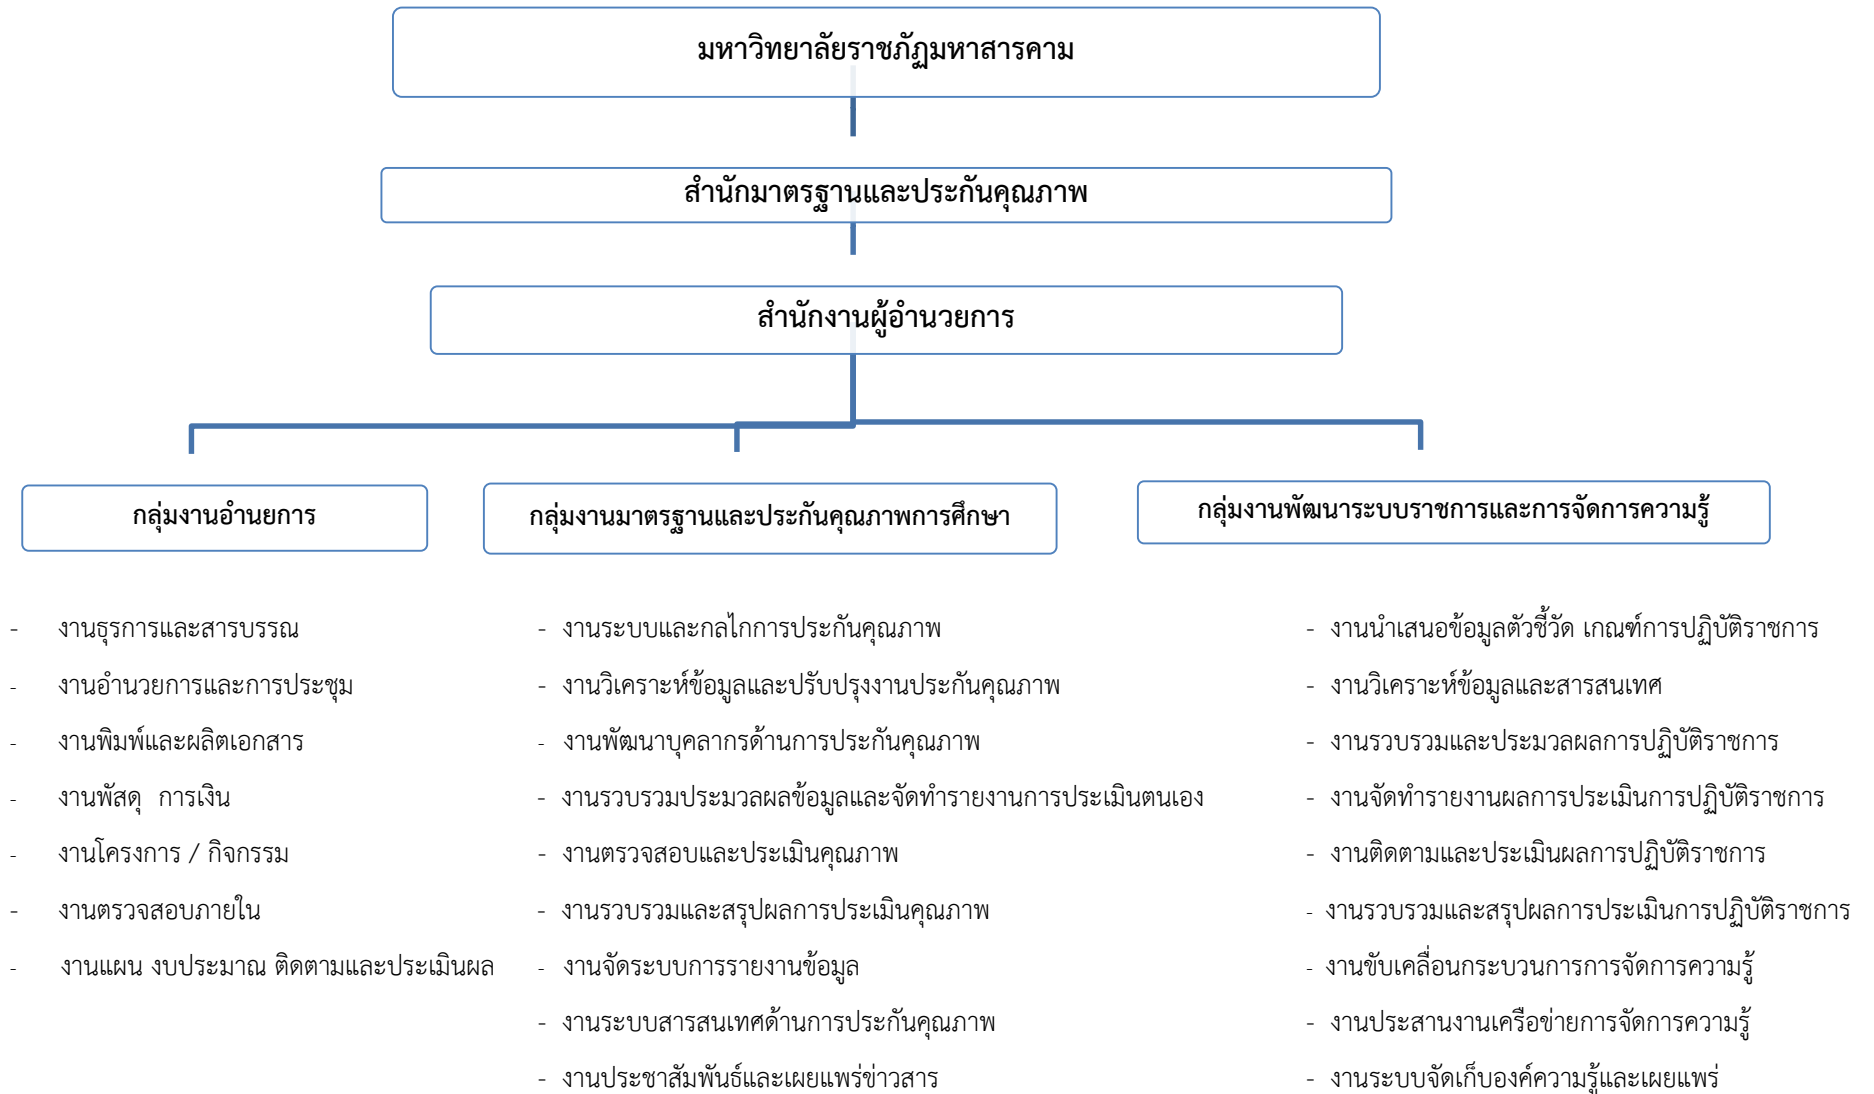 มหาวิทยาลัยราชภัฏมหาสารคาม
สำนักมาตรฐานและประกันคุณภาพ
สำนักงานผู้อำนวยการ
กลุ่มงานอำนยการ
- งานธุรการและสารบรรณ
- งานอำนวยการและการประชุม
- งานพิมพ์และผลิตเอกสาร
- งานพัสดุ การเงิน
- งานโครงการ / กิจกรรม
- งานตรวจสอบภายใน
- งานแผน งบประมาณ ติดตามและประเมินผล
กลุ่มงานมาตรฐานและประกันคุณภาพการศึกษา
- งานระบบและกลไกการประกันคุณภาพ
- งานวิเคราะห์ข้อมูลและปรับปรุงงานประกันคุณภาพ
- งานพัฒนาบุคลากรด้านการประกันคุณภาพ
- งานรวบรวมประมวลผลข้อมูลและจัดทำรายงานการประเมินตนเอง
- งานตรวจสอบและประเมินคุณภาพ
- งานรวบรวมและสรุปผลการประเมินคุณภาพ
- งานจัดระบบการรายงานข้อมูล
- งานระบบสารสนเทศด้านการประกันคุณภาพ
- งานประชาสัมพันธ์และเผยแพร่ข่าวสาร
กลุ่มงานพัฒนาระบบราชการและการจัดการความรู้
- งานนำเสนอข้อมูลตัวชี้วัด เกณฑ์การปฏิบัติราชการ
- งานวิเคราะห์ข้อมูลและสารสนเทศ
- งานรวบรวมและประมวลผลการปฏิบัติราชการ
- งานจัดทำรายงานผลการประเมินการปฏิบัติราชการ
- งานติดตามและประเมินผลการปฏิบัติราชการ
- งานรวบรวมและสรุปผลการประเมินการปฏิบัติราชการ
- งานขับเคลื่อนกระบวนการการจัดการความรู้
- งานประสานงานเครือข่ายการจัดการความรู้
- งานระบบจัดเก็บองค์ความรู้และเผยแพร่